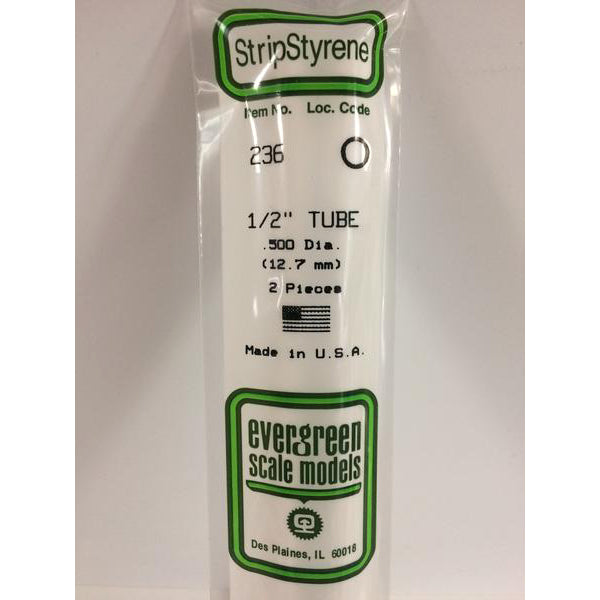 StripStyrene
Item No. Loc. Code
236
1/2" TUBE
.500 Dia.
(12.7 mm)
2 Pieces
Made in U.S.A.
evergreen
scale models
Des Plaines, IL 60018